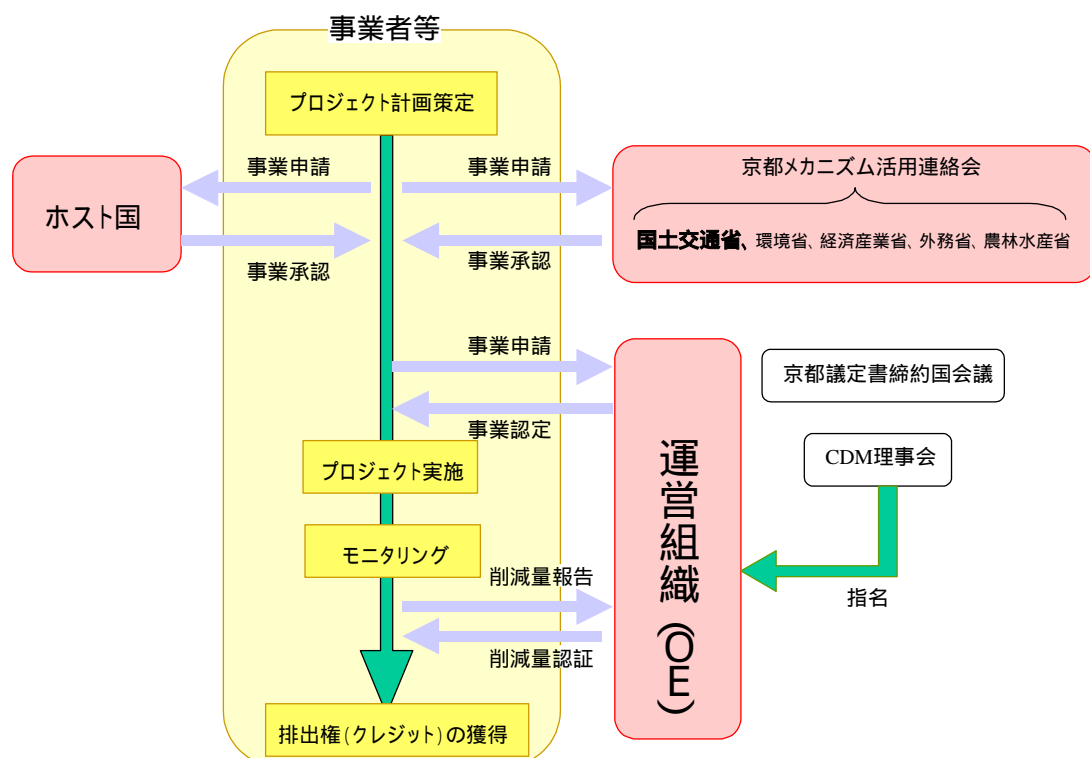 事業者等
プロジェクト計画策定
事業申請
事業申請
ホスト国
事業承認
事業承認
京都メカニズム活用連絡会
国土交通省、環境省、経済産業省、外務省、農林水産省
事業申請
事業認定
京都議定書締約国会議
CDM理事会
指名
運営組織(OE)
プロジェクト実施
モニタリング
削減量報告
削減量認証
排出権(クレジット)の獲得